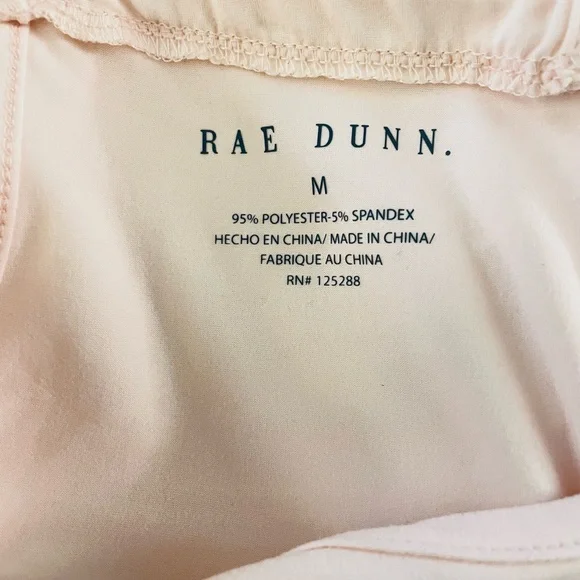 RAE DUNN.
M
95% POLYESTER-5% SPANDEX
HECHO EN CHINA/ MADE IN CHINA/
FABRIQUE AU CHINA
RN# 125288